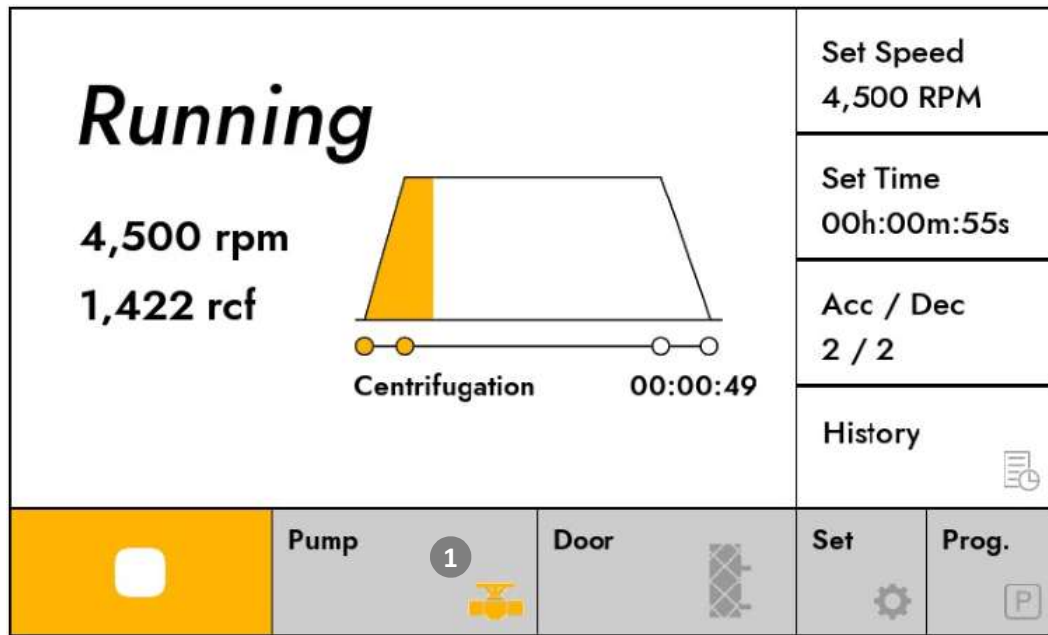 Running
4,500 rpm
1,422 rcf
Centrifugation 00:00:49
Set Speed
4,500 RPM
Set Time
00h:00m:55s
Acc / Dec
2 / 2
History
Pump
1
Door
Set
Prog.
P